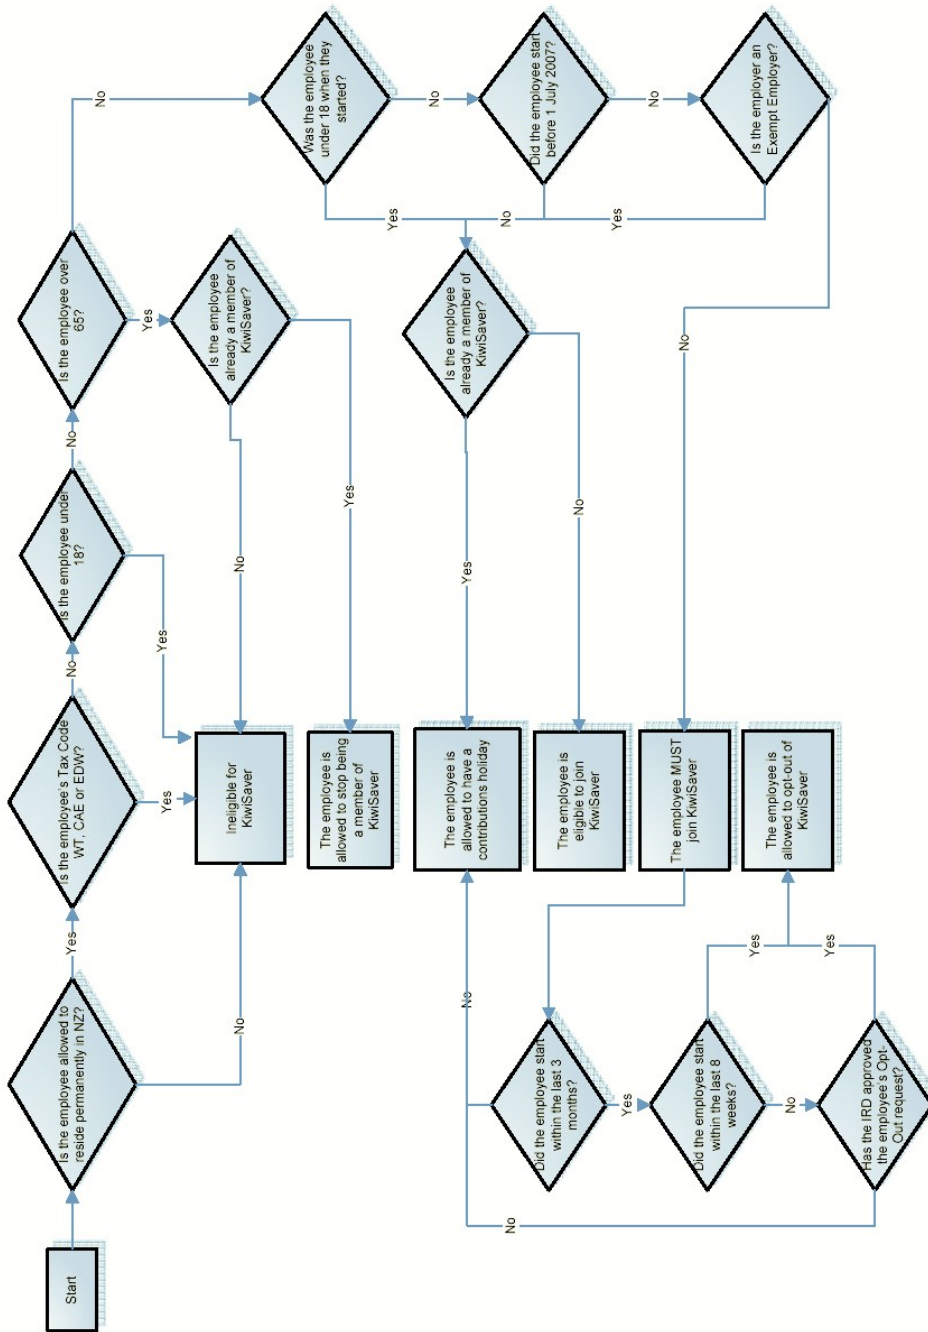 Start
Is the employee allowed to
reside permanently in NZ?
Yes
No
Is the employee's Tax Code
WT, CAE or EDW?
No
Yes
Is the employee under
18?
No
Yes
Is the employee over
65?
No
Yes
Is the employee
already a member of
KiwiSaver?
No
Yes
Ineligible for
KiwiSaver
The employee is
allowed to stop being
a member of
KiwiSaver
Was the employee
under 18 when they
started?
No
Yes
Did the employee start
before 1 July 2007?
No
No
Is the employer an
Exempt Employer?
Yes
No
Is the employee
already a member of
KiwiSaver?
Yes
No
The employee is
allowed to have a
contributions holiday
The employee is
eligible to join
KiwiSaver
The employee MUST
join KiwiSaver
The employee is
allowed to opt-out of
KiwiSaver
Did the employee start
within the last 3
months?
No
Yes
Did the employee start
within the last 8
weeks?
Yes
No
Has the IRD approved
the employee's Opt-
Out request?
Yes
No